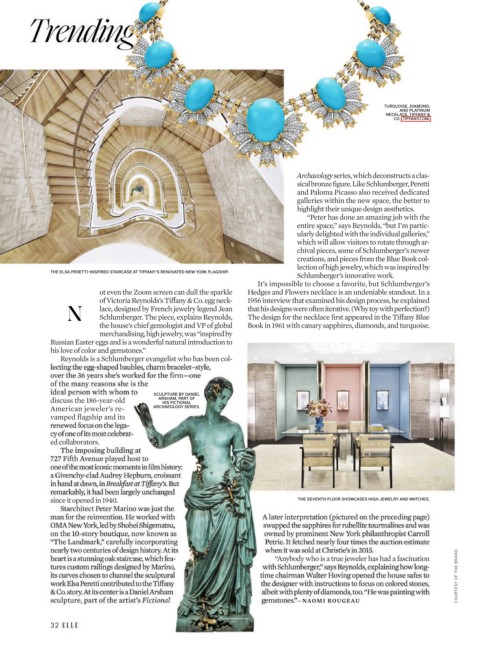 Trending
TURQUOISE, DIAMOND,
AND PLATINUM
NECKLACE, TIFFANY &
CO., TIFFANY.COM.
THE ELSA PERETTI-INSPIRED STAIRCASE AT TIFFANY'S RENOVATED NEW YORK FLAGSHIP.
Not even the Zoom screen can dull the sparkle
of Victoria Reynolds's Tiffany & Co. egg neck-
lace, designed by French jewelry legend Jean
Schlumberger. The piece, explains Reynolds,
the house's chief gemologist and VP of global
merchandising, high jewelry, was "inspired by
Russian Easter eggs and is a wonderful natural introduction to
his love of color and gemstones."
Reynolds is a Schlumberger evangelist who has been col-
lecting the egg-shaped baubles, charm bracelet–style,
over the 36 years she's worked for the firm—one
of the many reasons she is the
ideal person with whom to
discuss the 186-year-old
American jeweler's re-
vamped flagship and its
renewed focus on the lega-
cy of one of its most celebrat-
ed collaborators.
The imposing building at
727 Fifth Avenue played host to
one of the most iconic moments in film history:
a Givenchy-clad Audrey Hepburn, croissant
in hand at dawn, in Breakfast at Tiffany's. But
remarkably, it had been largely unchanged
since it opened in 1940.
Starchitect Peter Marino was just the
man for the reinvention. He worked with
OMA New York, led by Shohei Shigematsu,
on the 10-story boutique, now known as
"The Landmark," carefully incorporating
nearly two centuries of design history. At its
heart is a stunning oak staircase, which fea-
tures custom railings designed by Marino,
its curves chosen to channel the sculptural
work Elsa Peretti contributed to the Tiffany
& Co. story. At its center is a Daniel Arsham
sculpture, part of the artist's Fictional
SCULPTURE BY DANIEL
ARSHAM, PART OF
HIS FICTIONAL
ARCHAEOLOGY SERIES.
Archaeology series, which deconstructs a clas-
sical bronze figure. Like Schlumberger, Peretti
and Paloma Picasso also received dedicated
galleries within the new space, the better to
highlight their unique design aesthetics.
"Peter has done an amazing job with the
entire space," says Reynolds, "but I'm partic-
ularly delighted with the individual galleries,"
which will allow visitors to rotate through ar-
chival pieces, some of Schlumberger's newer
creations, and pieces from the Blue Book col-
lection of high jewelry, which was inspired by
Schlumberger's innovative work.
It's impossible to choose a favorite, but Schlumberger's
Hedges and Flowers necklace is an undeniable standout. In a
1956 interview that examined his design process, he explained
that his designs were often iterative. (Why toy with perfection?)
The design for the necklace first appeared in the Tiffany Blue
Book in 1961 with canary sapphires, diamonds, and turquoise.
THE SEVENTH FLOOR SHOWCASES HIGH JEWELRY AND WATCHES.
A later interpretation (pictured on the preceding page)
swapped the sapphires for rubellite tourmalines and was
owned by prominent New York philanthropist Carroll
Petrie. It fetched nearly four times the auction estimate
when it was sold at Christie's in 2015.
"Anybody who is a true jeweler has had a fascination
with Schlumberger," says Reynolds, explaining how long-
time chairman Walter Hoving opened the house safes to
the designer with instructions to focus on colored stones,
albeit with plenty of diamonds, too. "He was painting with
gemstones."—NAOMI ROUGEAU
COURTESY OF THE BRAND.
32 ELLE